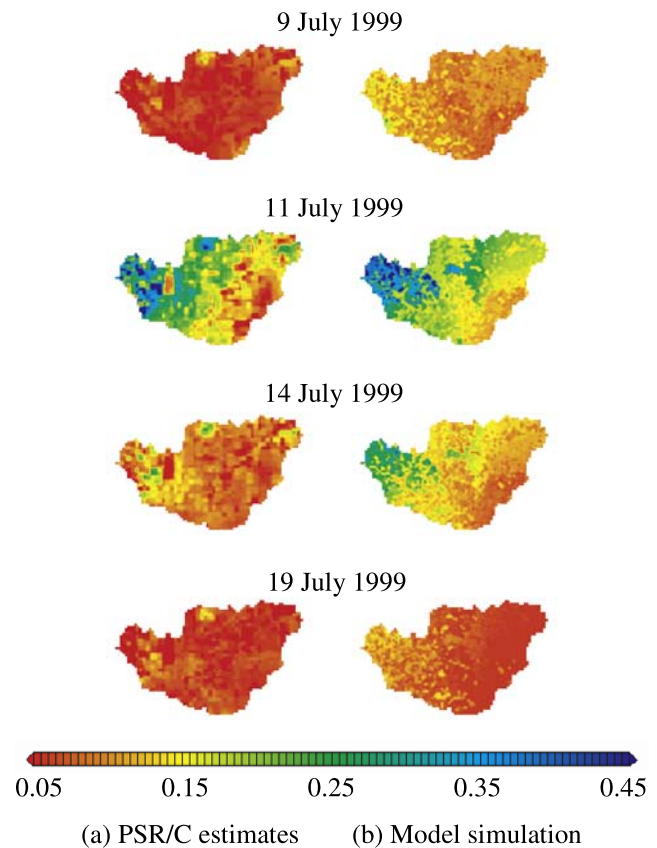 9 July 1999
11 July 1999
14 July 1999
19 July 1999
0.05 0.15 0.25 0.35 0.45
(a) PSR/C estimates (b) Model simulation